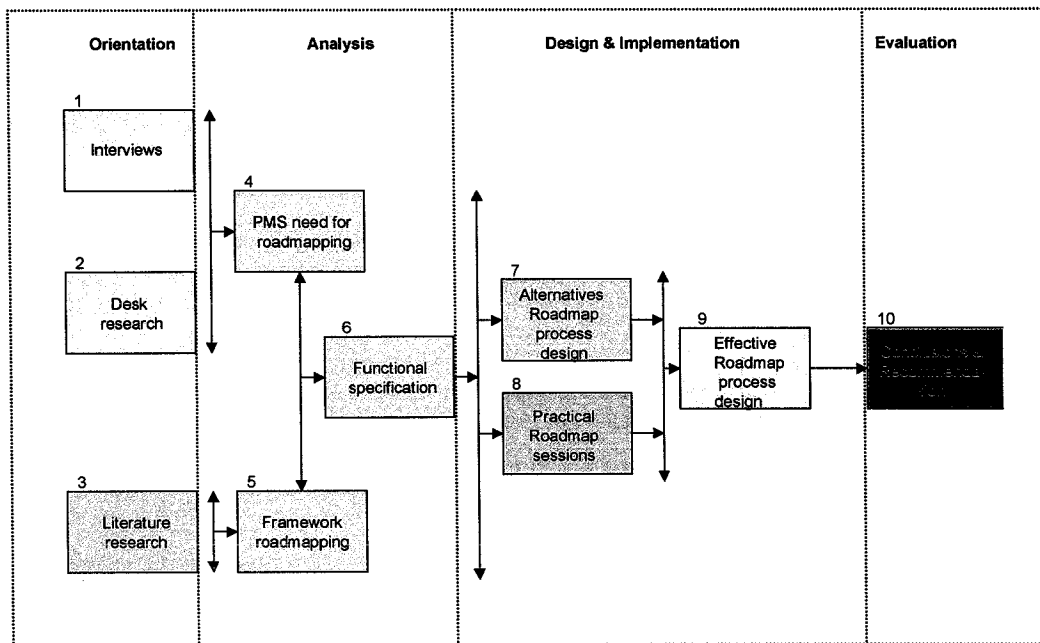 Orientation
Analysis
Design & Implementation
Evaluation
1
Interviews
2
Desk
research
3
Literature
research
4
PMS need for
roadmapping
5
Framework
roadmapping
6
Functional
specification
7
Alternatives
Roadmap
process
design
8
Practical
Roadmap
sessions
9
Effective
Roadmap
process
design
10